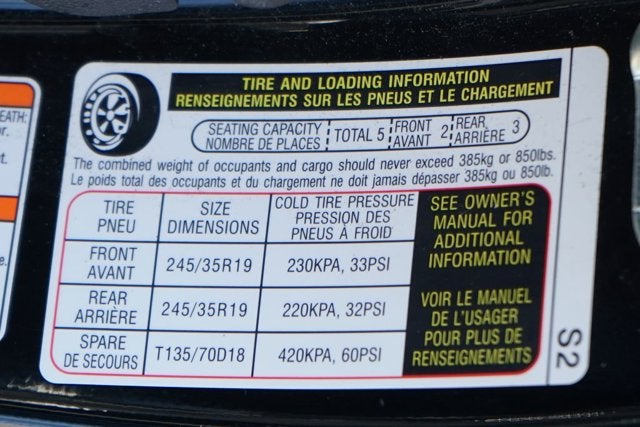 TIRE AND LOADING INFORMATION
RENSEIGNEMENTS SUR LES PNEUS ET LE CHARGEMENT
SEATING CAPACITY
NOMBRE DE PLACES
TOTAL 5
FRONT
AVANT 2
REAR
ARRIÈRE 3
The combined weight of occupants and cargo should never exceed 385kg or 850lbs.
Le poids total des occupants et du chargement ne doit jamais dépasser 385kg ou 850lb.
TIRE
PNEU
SIZE
DIMENSIONS
COLD TIRE PRESSURE
PRESSION DES
PNEUS À FROID
FRONT
AVANT
245/35R19
230KPA, 33PSI
REAR
ARRIÈRE
245/35R19
220KPA, 32PSI
SPARE
DE SECOURS
T135/70D18
420KPA, 60PSI
SEE OWNER'S
MANUAL FOR
ADDITIONAL
INFORMATION
VOIR LE MANUEL
DE L'USAGER
POUR PLUS DE
RENSEIGNEMENTS
S2
EATH: